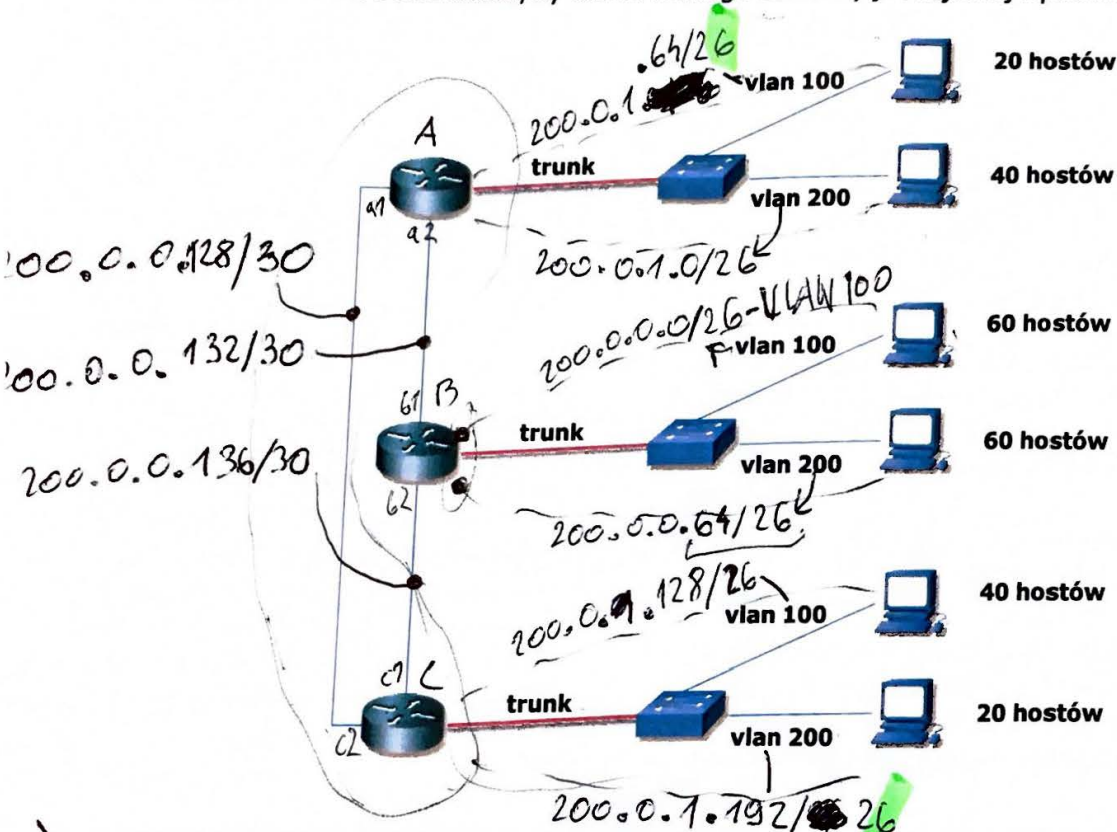 .64/26
vlan 100
20 hostów
200.0.1
A
trunk
40 hostów
a1
vlan 200
a2
200.0.1.0/26
00.0.0.128/30
200.0.0.0/26-VLAN 100
60 hostów
vlan 100
00.0.0.132/30
b1 B
trunk
60 hostów
vlan 200
200.0.0.136/30
b2
200.0.0.64/26
40 hostów
200.0.1.128/26
vlan 100
c1 C
trunk
20 hostów
c2
vlan 200
200.0.1.192/26